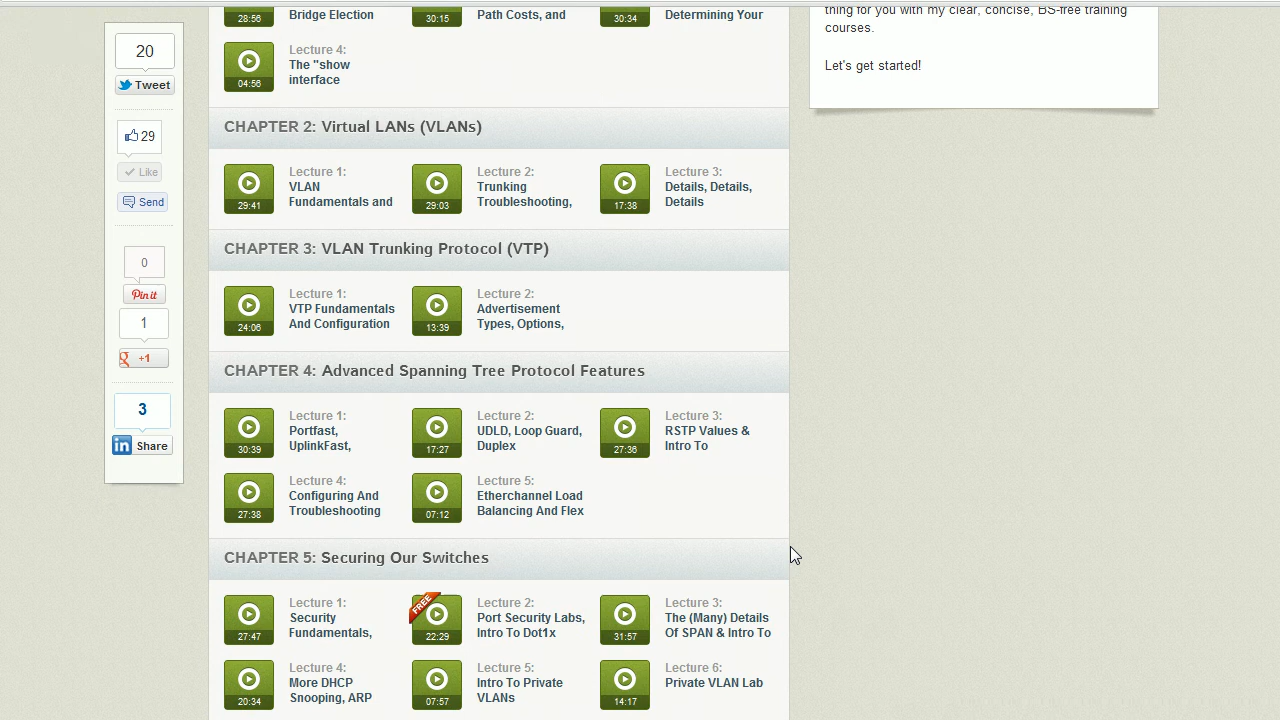 28:56
Bridge Election
30:15
Path Costs, and
30:34
Determining Your
04:56
Lecture 4:
The "show
interface
CHAPTER 2: Virtual LANs (VLANs)
29:41
Lecture 1:
VLAN
Fundamentals and
29:03
Lecture 2:
Trunking
Troubleshooting,
17:38
Lecture 3:
Details, Details,
Details
CHAPTER 3: VLAN Trunking Protocol (VTP)
24:06
Lecture 1:
VTP Fundamentals
And Configuration
13:39
Lecture 2:
Advertisement
Types, Options,
CHAPTER 4: Advanced Spanning Tree Protocol Features
30:39
Lecture 1:
Portfast,
UplinkFast,
17:27
Lecture 2:
UDLD, Loop Guard,
Duplex
27:36
Lecture 3:
RSTP Values &
Intro To
27:38
Lecture 4:
Configuring And
Troubleshooting
07:12
Lecture 5:
Etherchannel Load
Balancing And Flex
CHAPTER 5: Securing Our Switches
27:47
Lecture 1:
Security
Fundamentals,
FREE
22:29
Lecture 2:
Port Security Labs,
Intro To Dot1x
31:57
Lecture 3:
The (Many) Details
Of SPAN & Intro To
20:34
Lecture 4:
More DHCP
Snooping, ARP
07:57
Lecture 5:
Intro To Private
VLANs
14:17
Lecture 6:
Private VLAN Lab
20
Tweet
29
Like
Send
0
Pin it
1
g +1
3
in Share
thing for you with my clear, concise, BS-free training
courses.
Let's get started!